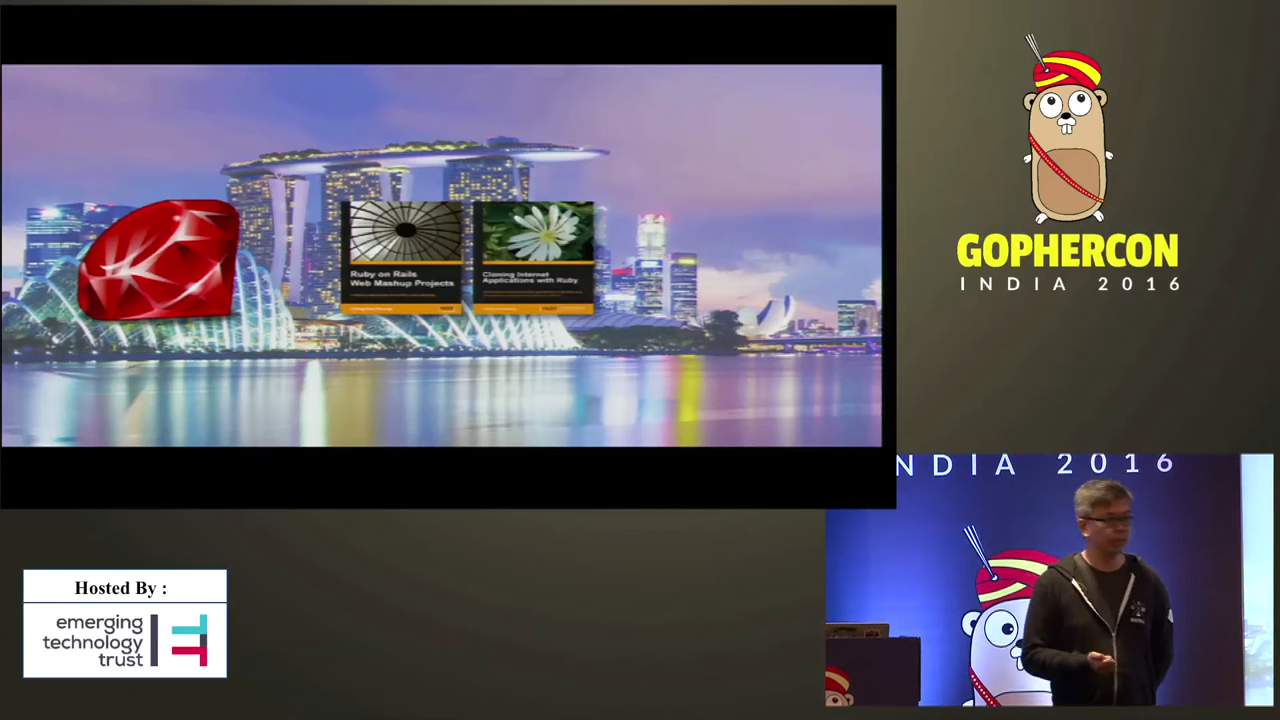 Ruby on Rails
Web Mashup Projects
Cloning Internet
Applications with Ruby
GOPHERCON
INDIA 2016
NDIA 2016
Hosted By :
emerging
technology
trust